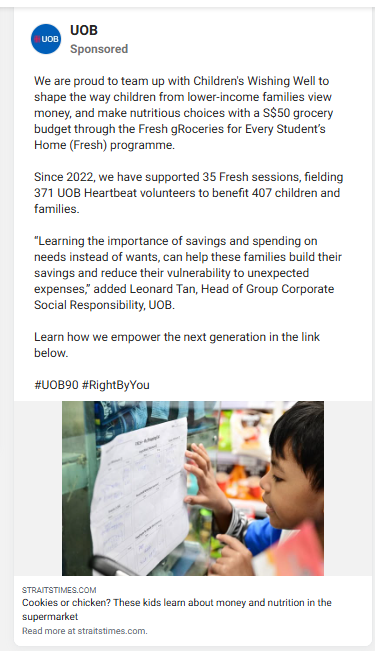 UOB
UOB
Sponsored
We are proud to team up with Children's Wishing Well to
shape the way children from lower-income families view
money, and make nutritious choices with a S$50 grocery
budget through the Fresh gRoceries for Every Student's
Home (Fresh) programme.
Since 2022, we have supported 35 Fresh sessions, fielding
371 UOB Heartbeat volunteers to benefit 407 children and
families.
“Learning the importance of savings and spending on
needs instead of wants, can help these families build their
savings and reduce their vulnerability to unexpected
expenses,” added Leonard Tan, Head of Group Corporate
Social Responsibility, UOB.
Learn how we empower the next generation in the link
below.
#UOB90 #RightByYou
STRAITSTIMES.COM
Cookies or chicken? These kids learn about money and nutrition in the
supermarket
Read more at straitstimes.com.